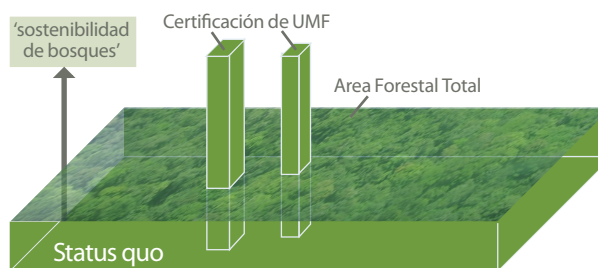 ‘sostenibilidad
de bosques’
Certificación de UMF
Area Forestal Total
Status quo